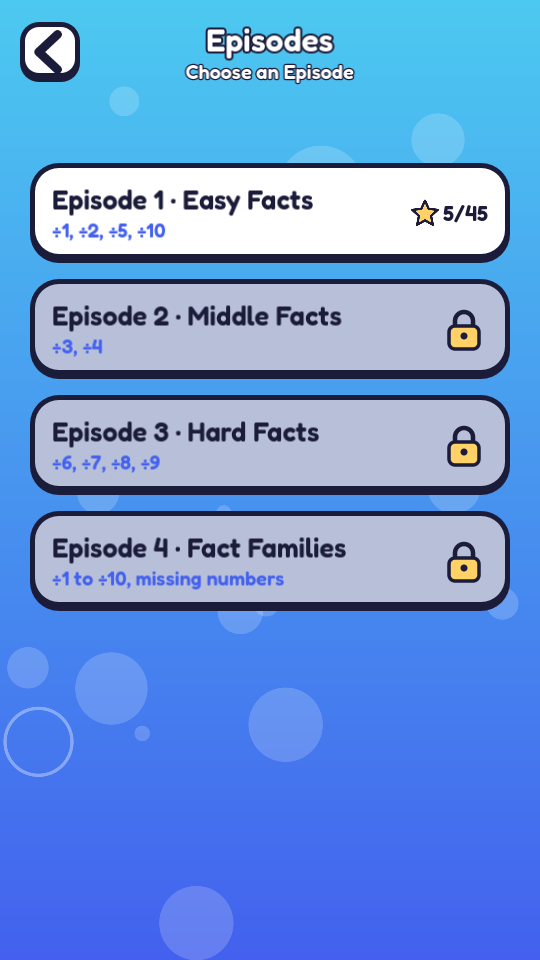 Episodes
Choose an Episode
Episode 1 · Easy Facts
÷1, ÷2, ÷5, ÷10
5/45
Episode 2 · Middle Facts
÷3, ÷4
Episode 3 · Hard Facts
÷6, ÷7, ÷8, ÷9
Episode 4 · Fact Families
÷1 to ÷10, missing numbers